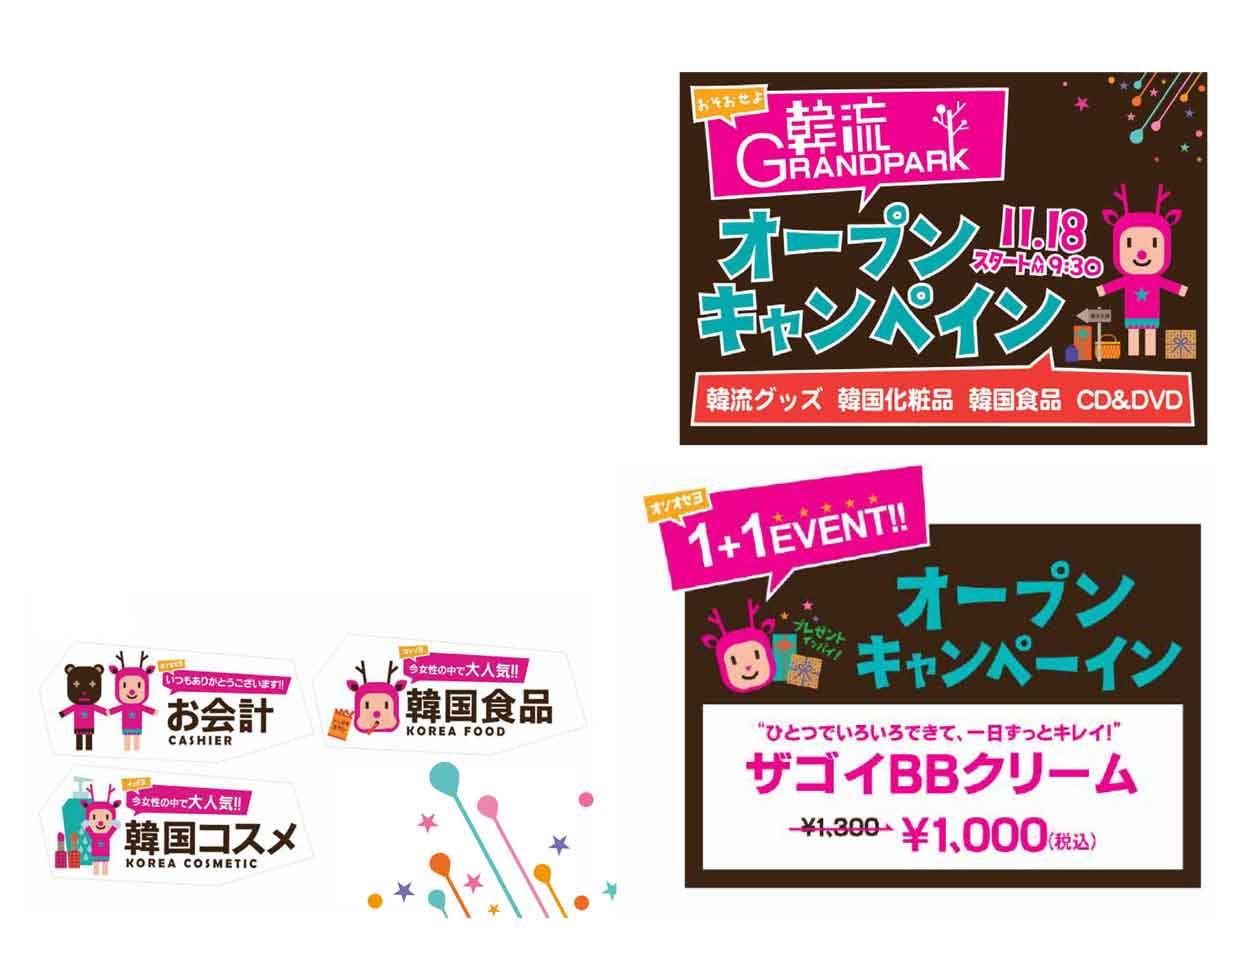 おそおせよ
韓流
GRANDPARK
オープン
キャンペイン
11.18
スタートAM9:30
韓流グッズ 韓国化粧品 韓国食品 CD&DVD
オソオセヨ
1+1EVENT!!
プレゼント
イッパイ!
オープン
キャンペーイン
“ひとつでいろいろできて、一日ずっとキレイ!”
ザゴイBBクリーム
¥1,300 ¥1,000(税込)
いつもありがとうございます!!
お会計
CASHIER
今女性の中で大人気!!
韓国食品
KOREA FOOD
今女性の中で大人気!!
韓国コスメ
KOREA COSMETIC